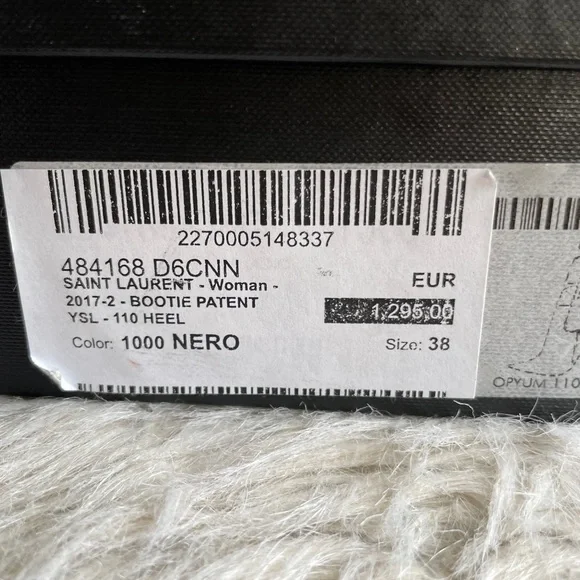 2270005148337
484168 D6CNN
SAINT LAURENT - Woman -
2017-2 - BOOTIE PATENT
YSL - 110 HEEL
Color: 1000 NERO
EUR
1.295,00
Size: 38
OPYUM 110